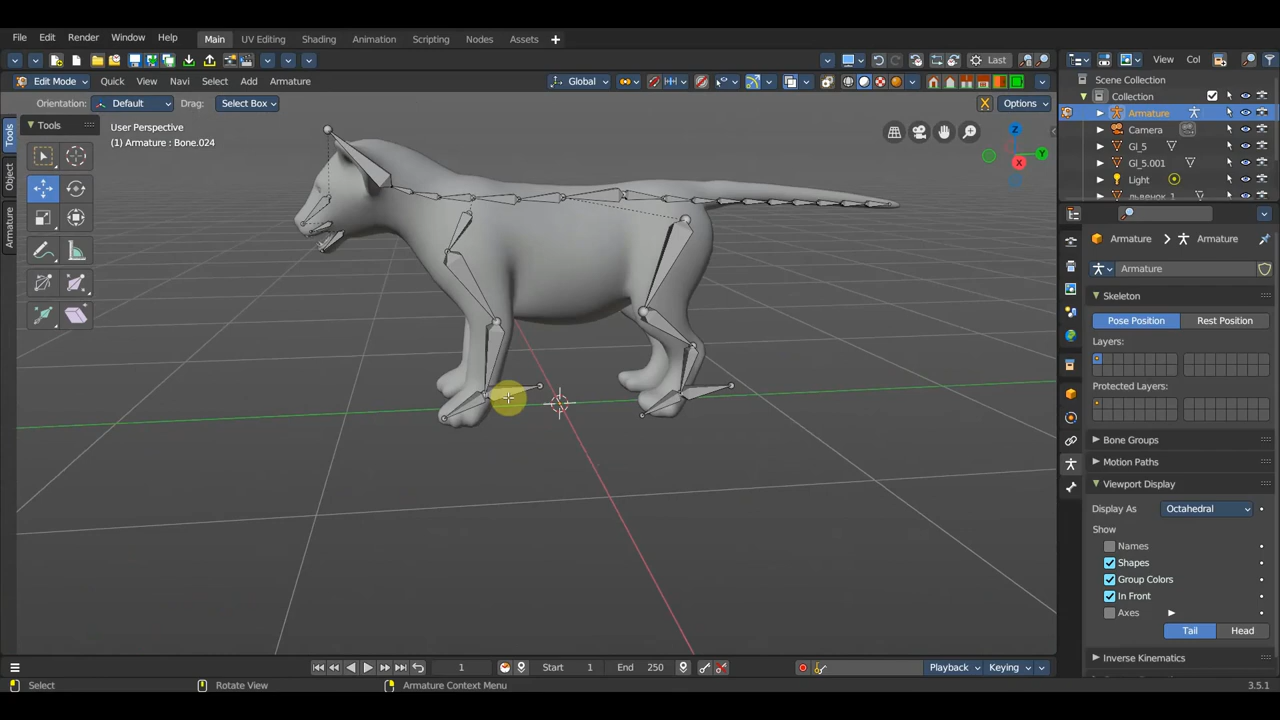 File Edit Render Window Help Main UV Editing Shading Animation Scripting Nodes Assets
Last View Col
Edit Mode Quick View Navi Select Add Armature Global
Scene Collection
Collection
Orientation: Default Drag: Select Box Options
Armature
Tools Tools
User Perspective
(1) Armature : Bone.024
Camera
Gl_5
Gl_5.001
Light
Object
Armature
X Y Z
Armature Armature
Armature
Skeleton
Pose Position Rest Position
Layers:
Protected Layers:
Bone Groups
Motion Paths
Viewport Display
Display As Octahedral
Show
Names
Shapes
Group Colors
In Front
Axes
Tail Head
Inverse Kinematics
1 Start 1 End 250 Playback Keying
Select Rotate View Armature Context Menu 3.5.1